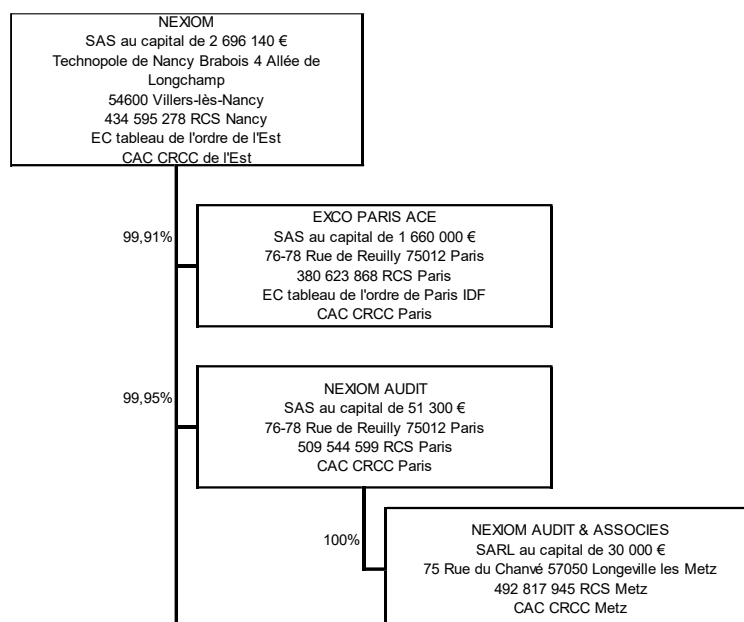 NEXIOM
SAS au capital de 2 696 140 €
Technopole de Nancy Brabois 4 Allée de
Longchamp
54600 Villers-lès-Nancy
434 595 278 RCS Nancy
EC tableau de l'ordre de l'Est
CAC CRCC de l'Est
99,91%
EXCO PARIS ACE
SAS au capital de 1 660 000 €
76-78 Rue de Reuilly 75012 Paris
380 623 868 RCS Paris
EC tableau de l'ordre de Paris IDF
CAC CRCC Paris
99,95%
NEXIOM AUDIT
SAS au capital de 51 300 €
76-78 Rue de Reuilly 75012 Paris
509 544 599 RCS Paris
CAC CRCC Paris
100%
NEXIOM AUDIT & ASSOCIES
SARL au capital de 30 000 €
75 Rue du Chanvé 57050 Longeville les Metz
492 817 945 RCS Metz
CAC CRCC Metz